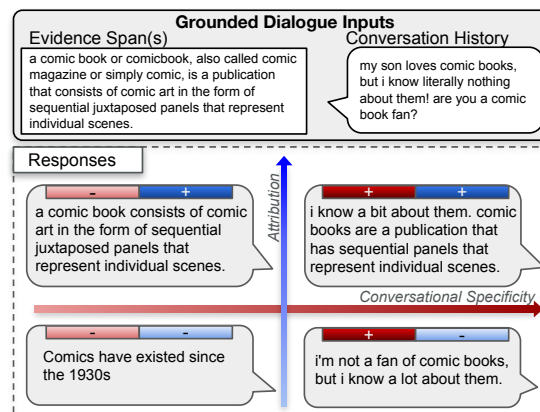 Grounded Dialogue Inputs
Evidence Span(s)
a comic book or comicbook, also called comic
magazine or simply comic, is a publication
that consists of comic art in the form of
sequential juxtaposed panels that represent
individual scenes.
Conversation History
my son loves comic books,
but i know literally nothing
about them! are you a comic
book fan?
Responses
Attribution
- +
a comic book consists of comic
art in the form of sequential
juxtaposed panels that
represent individual scenes.
+ +
i know a bit about them. comic
books are a publication that
has sequential panels that
represent individual scenes.
Conversational Specificity
- -
Comics have existed since
the 1930s
+ -
i'm not a fan of comic books,
but i know a lot about them.